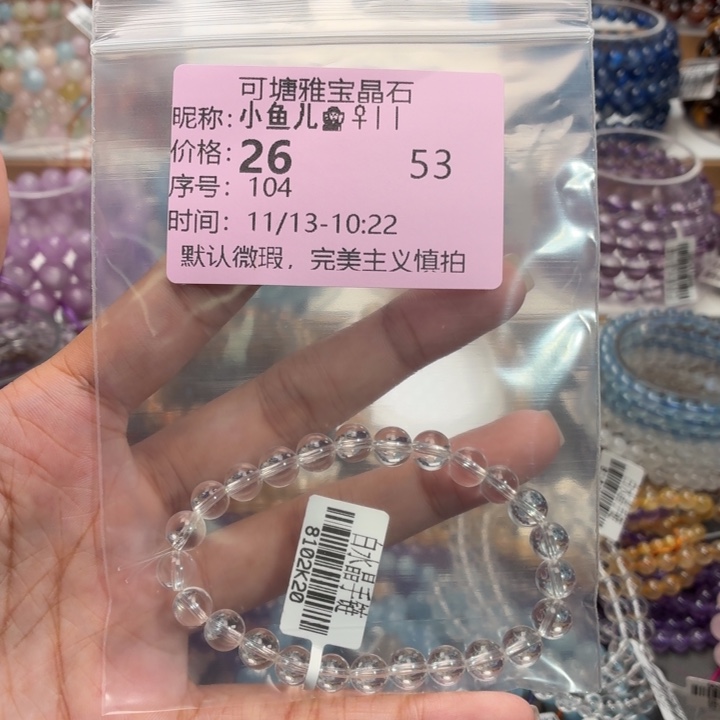 可塘雅宝晶石
昵称:小鱼儿♀||
价格:26 53
序号: 104
时间: 11/13-10:22
默认微瑕，完美主义慎拍
白水晶手链
8102K20